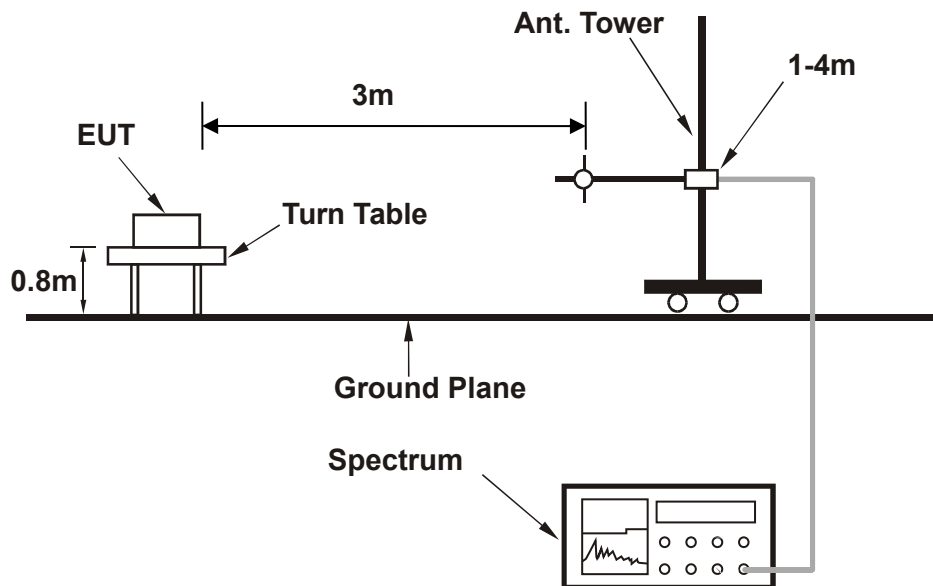 Ant. Tower
1-4m
3m
EUT
Turn Table
0.8m
Ground Plane
Spectrum